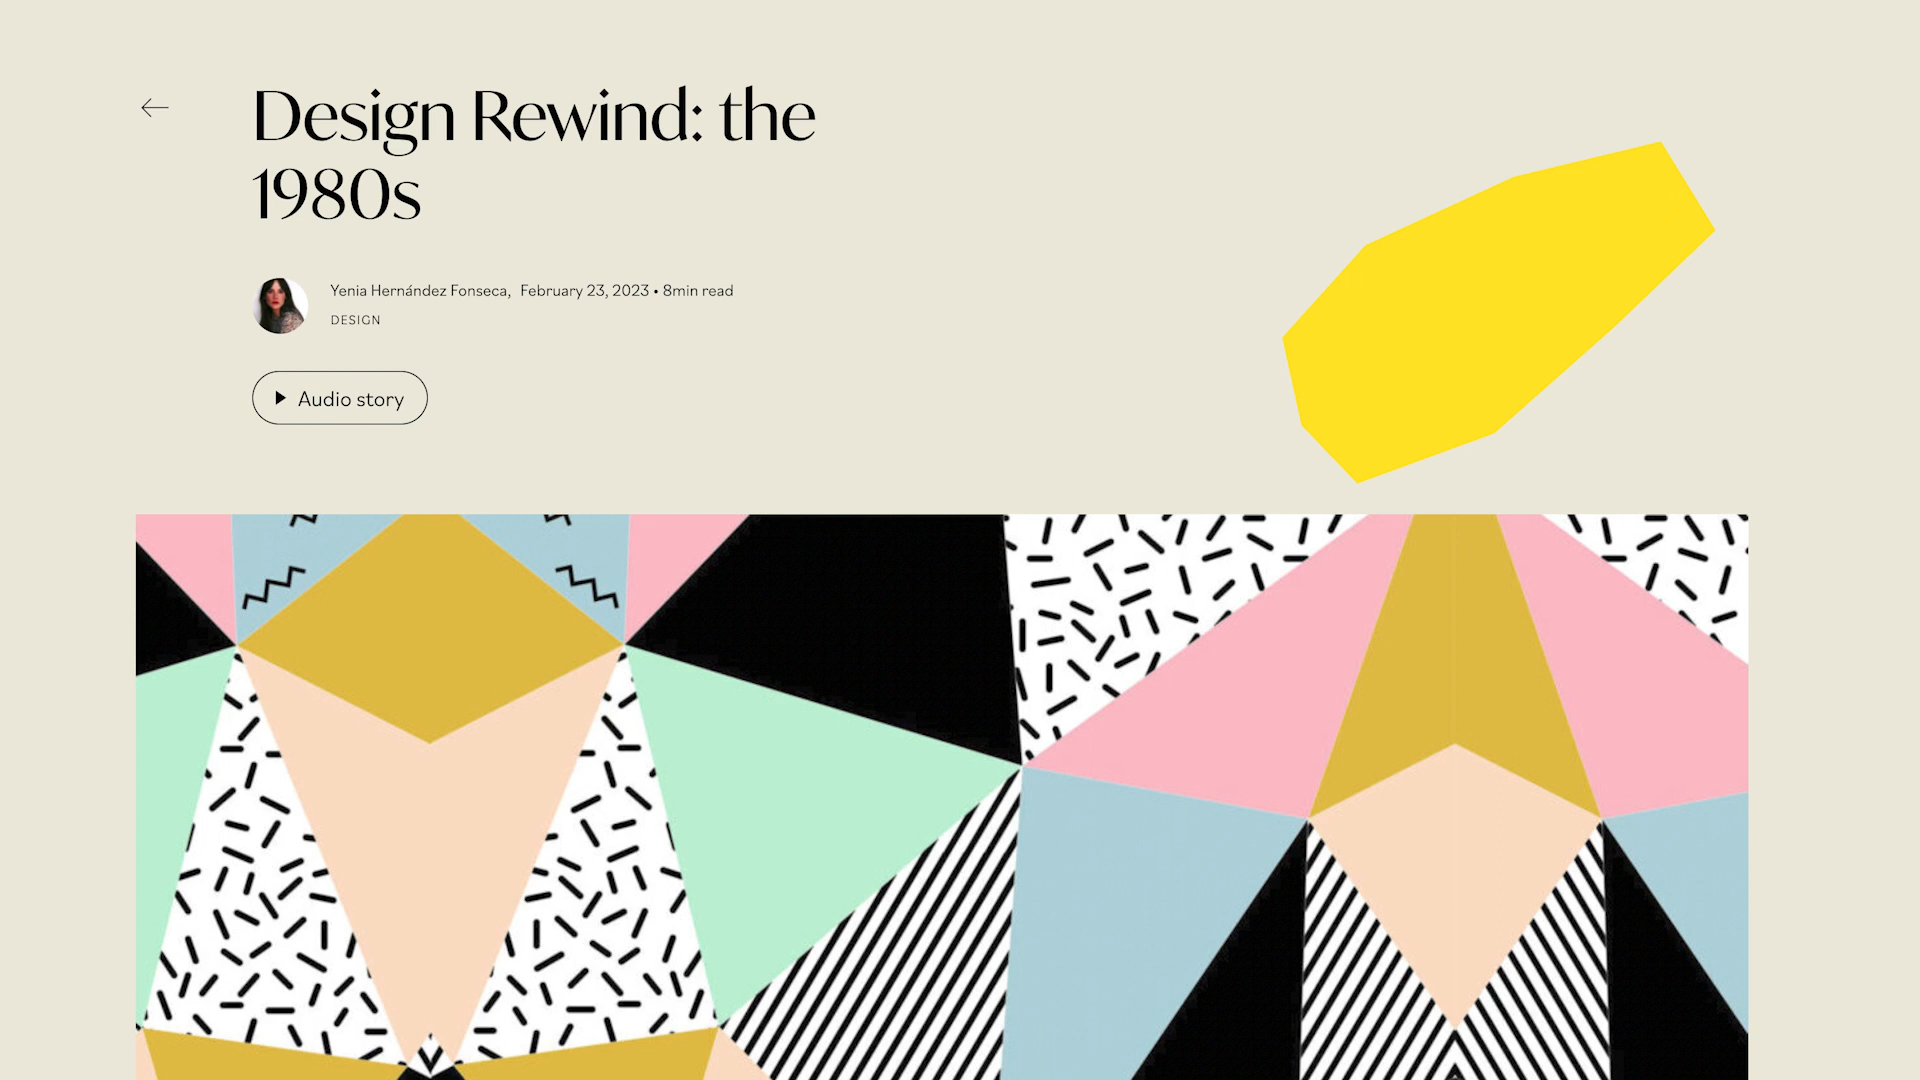 Design Rewind: the
1980s
Yenia Hernández Fonseca, February 23, 2023 • 8min read
DESIGN
Audio story